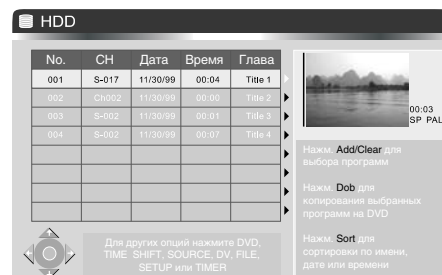 HDD
No. CH Дата Время Глава
001 S-017 11/30/99 00:04 Title 1
002 Ch002 11/30/99 00:00 Title 2
003 S-002 11/30/99 00:01 Title 3
004 S-002 11/30/99 00:07 Title 4
00:03
SP PAL
Нажм. Add/Clear для
выбора программ
Нажм. Dob для
копирования выбранных
программ на DVD
Нажм. Sort для
сортировки по имени,
дате или времени
Для других опций нажмите DVD,
TIME SHIFT, SOURCE, DV, FILE,
SETUP или TIMER